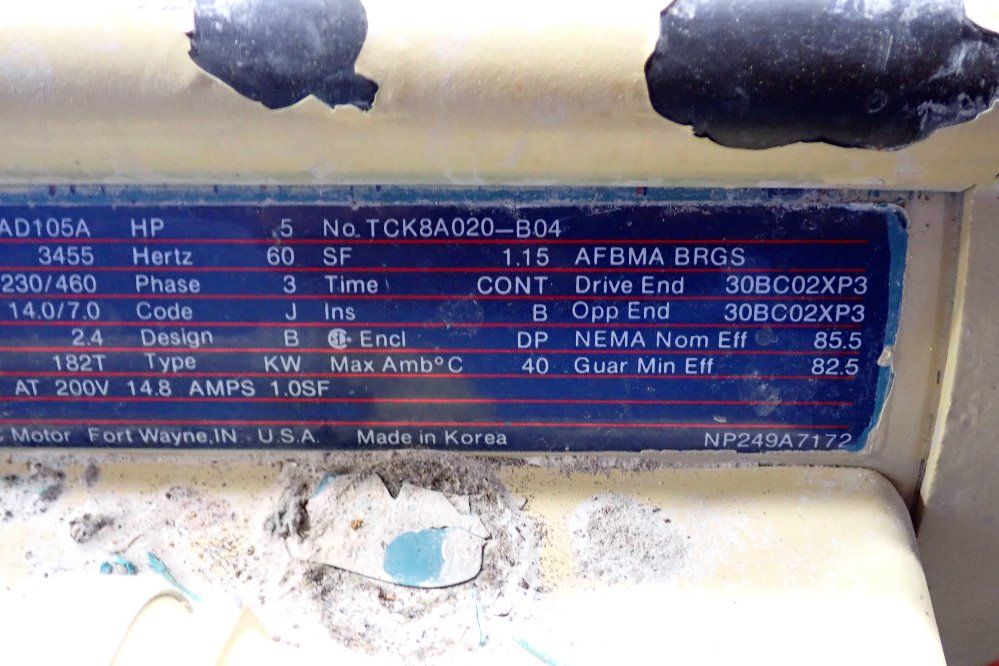 AD105A HP 5 No. TCK8A020-B04
3455 Hertz 60 SF 1.15 AFBMA BRGS
230/460 Phase 3 Time CONT Drive End 30BC02XP3
14.0/7.0 Code J Ins B Opp End 30BC02XP3
2.4 Design B Encl DP NEMA Nom Eff 85.5
182T Type KW Max Amb°C 40 Guar Min Eff 82.5
AT 200V 14.8 AMPS 1.0SF
Motor Fort Wayne, IN U.S.A. Made in Korea NP249A7172